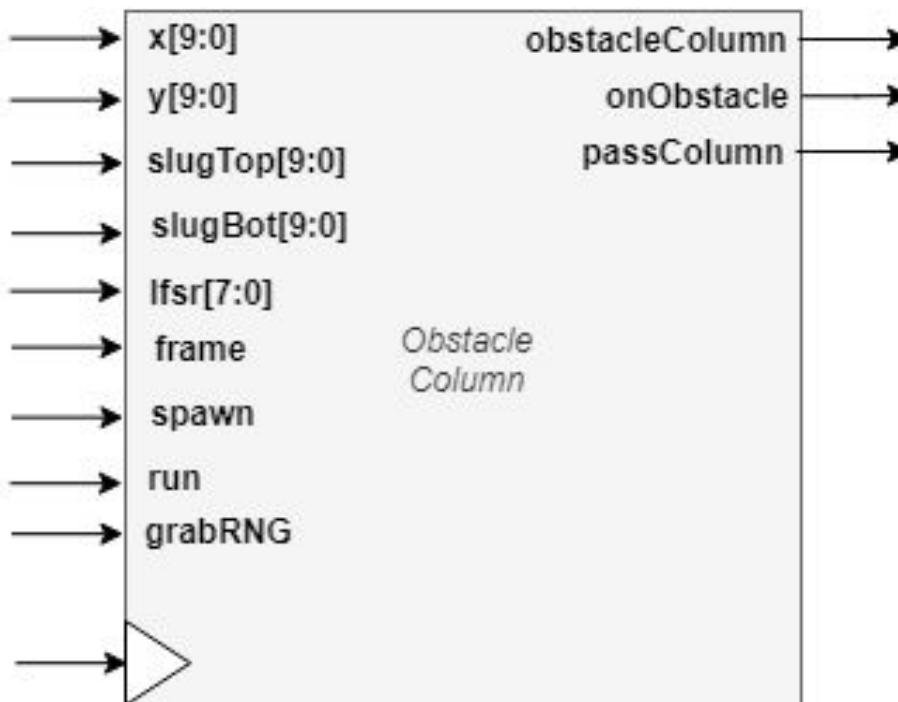 x[9:0]
y[9:0]
slugTop[9:0]
slugBot[9:0]
lfsr[7:0]
frame
spawn
run
grabRNG
Obstacle
Column
obstacleColumn
onObstacle
passColumn